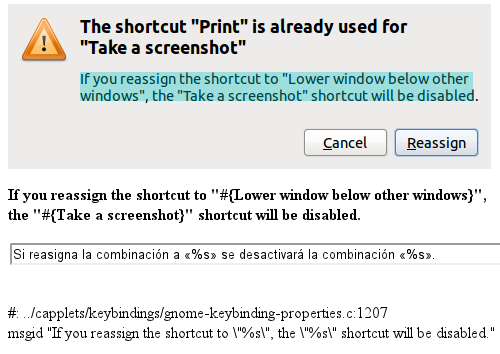 The shortcut "Print" is already used for
"Take a screenshot"
If you reassign the shortcut to "Lower window below other
windows", the "Take a screenshot" shortcut will be disabled.
Cancel
Reassign
If you reassign the shortcut to "#{Lower window below other windows}",
the "#{Take a screenshot}" shortcut will be disabled.
Si reasigna la combinación a «%s» se desactivará la combinación «%s».
#: ../capplets/keybindings/gnome-keybinding-properties.c:1207
msgid "If you reassign the shortcut to \"%s\", the \"%s\" shortcut will be disabled."